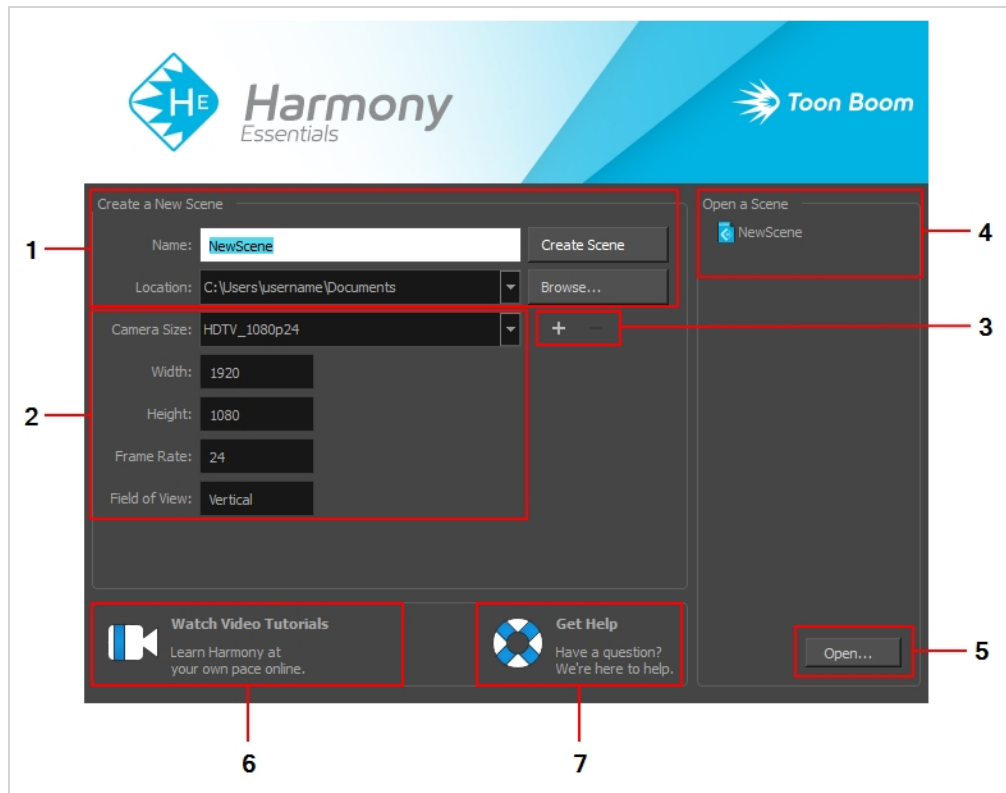 HE
Harmony
Essentials
Toon Boom
Create a New Scene
Name: NewScene Create Scene
Location: C:\Users\username\Documents Browse...
Camera Size: HDTV_1080p24 + −
Width: 1920
Height: 1080
Frame Rate: 24
Field of View: Vertical
Open a Scene
NewScene
Open...
Watch Video Tutorials
Learn Harmony at
your own pace online.
Get Help
Have a question?
We're here to help.
1
2
3
4
5
6
7